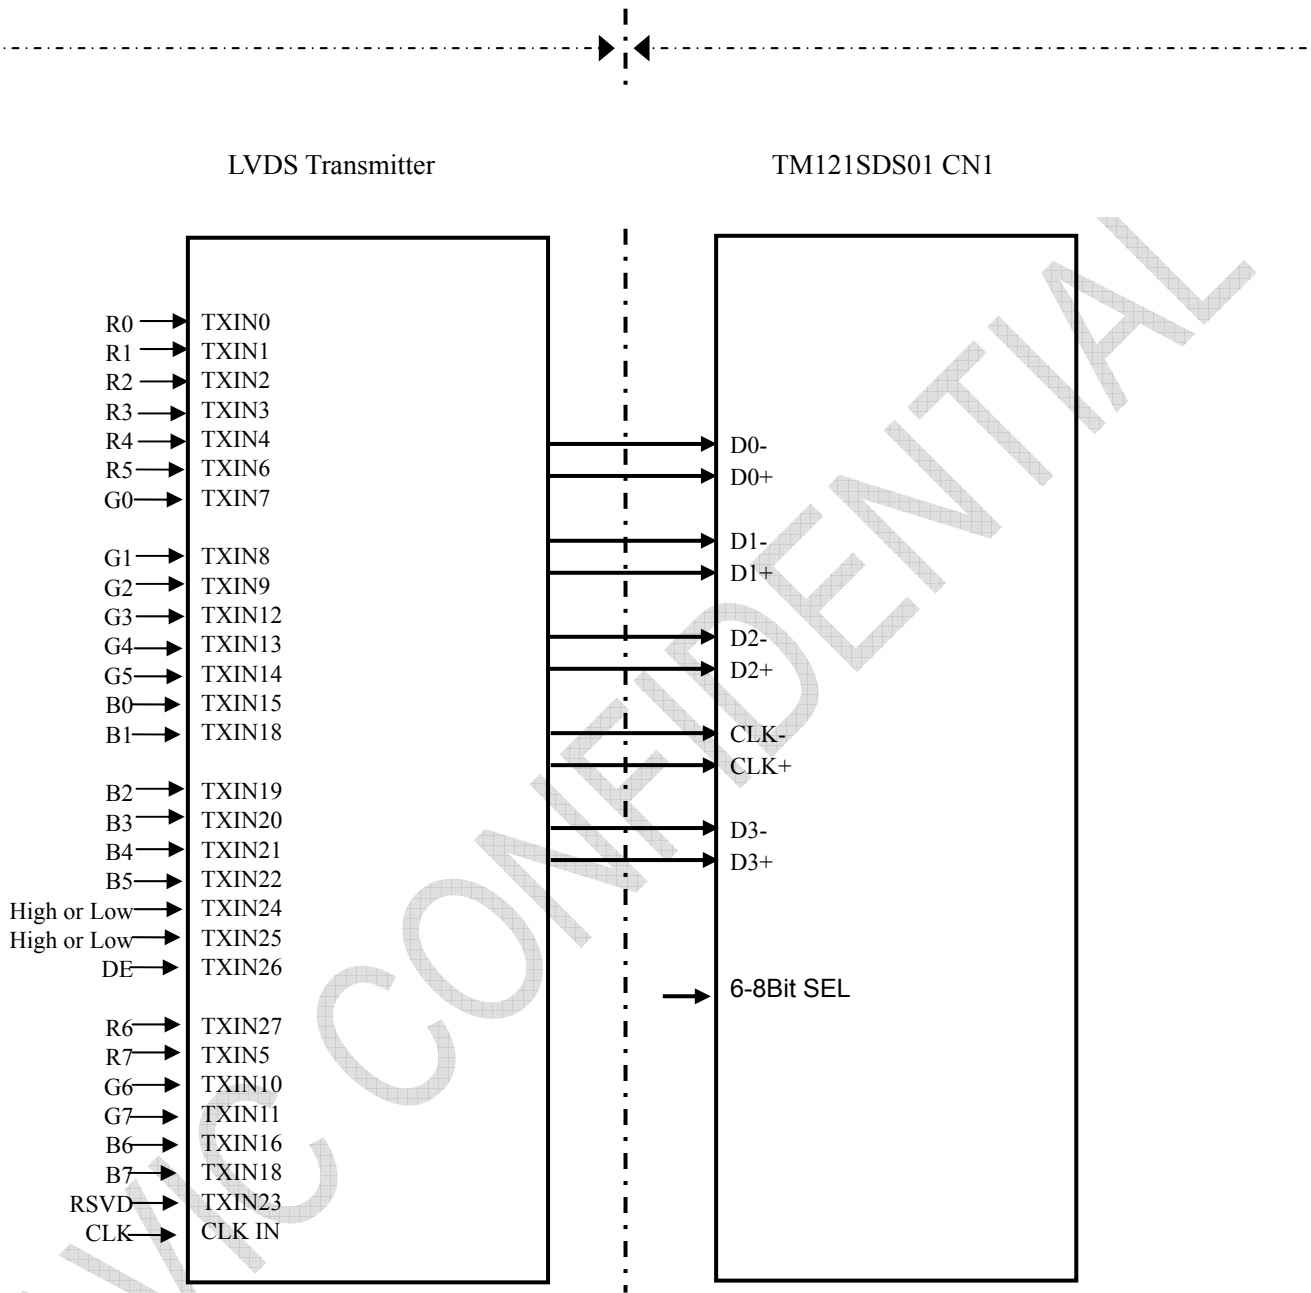 LVDS Transmitter
TM121SDS01 CN1
R0 TXIN0
R1 TXIN1
R2 TXIN2
R3 TXIN3
R4 TXIN4
R5 TXIN6
G0 TXIN7
G1 TXIN8
G2 TXIN9
G3 TXIN12
G4 TXIN13
G5 TXIN14
B0 TXIN15
B1 TXIN18
B2 TXIN19
B3 TXIN20
B4 TXIN21
B5 TXIN22
High or Low TXIN24
High or Low TXIN25
DE TXIN26
R6 TXIN27
R7 TXIN5
G6 TXIN10
G7 TXIN11
B6 TXIN16
B7 TXIN18
RSVD TXIN23
CLK CLK IN
D0-
D0+
D1-
D1+
D2-
D2+
CLK-
CLK+
D3-
D3+
6-8Bit SEL
VIC CONFIDENTIAL